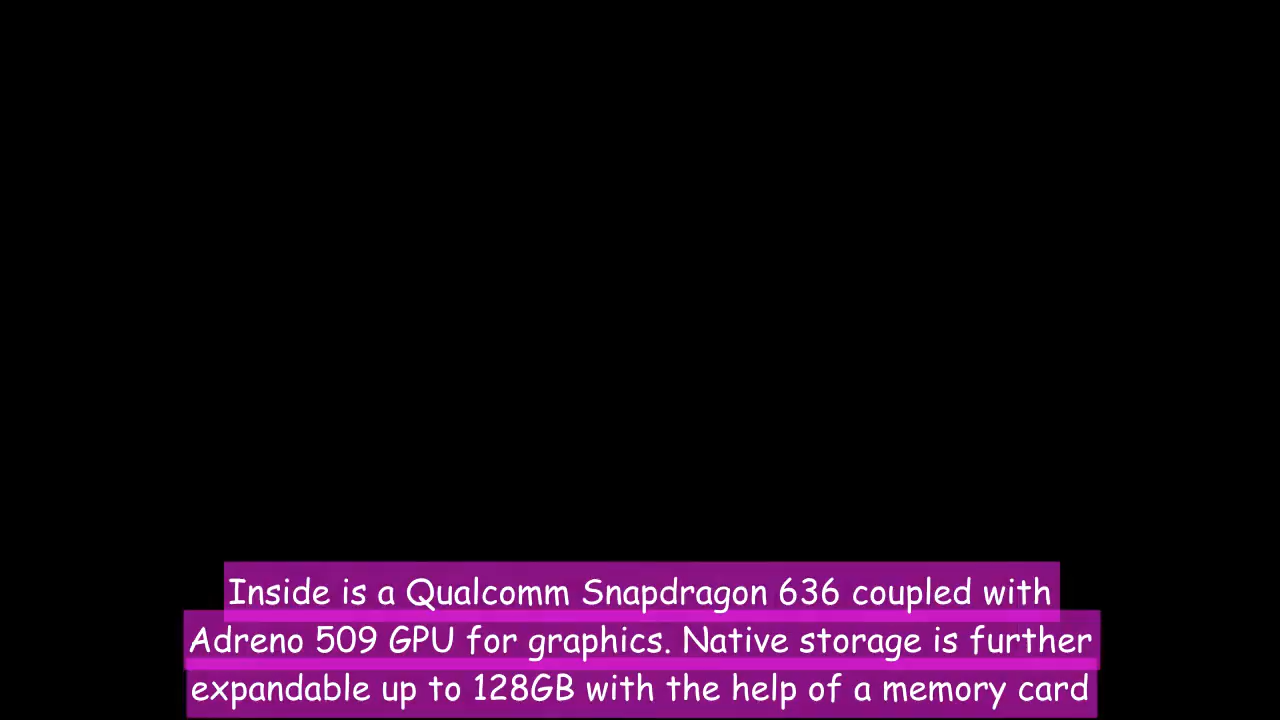 Inside is a Qualcomm Snapdragon 636 coupled with
Adreno 509 GPU for graphics. Native storage is further
expandable up to 128GB with the help of a memory card